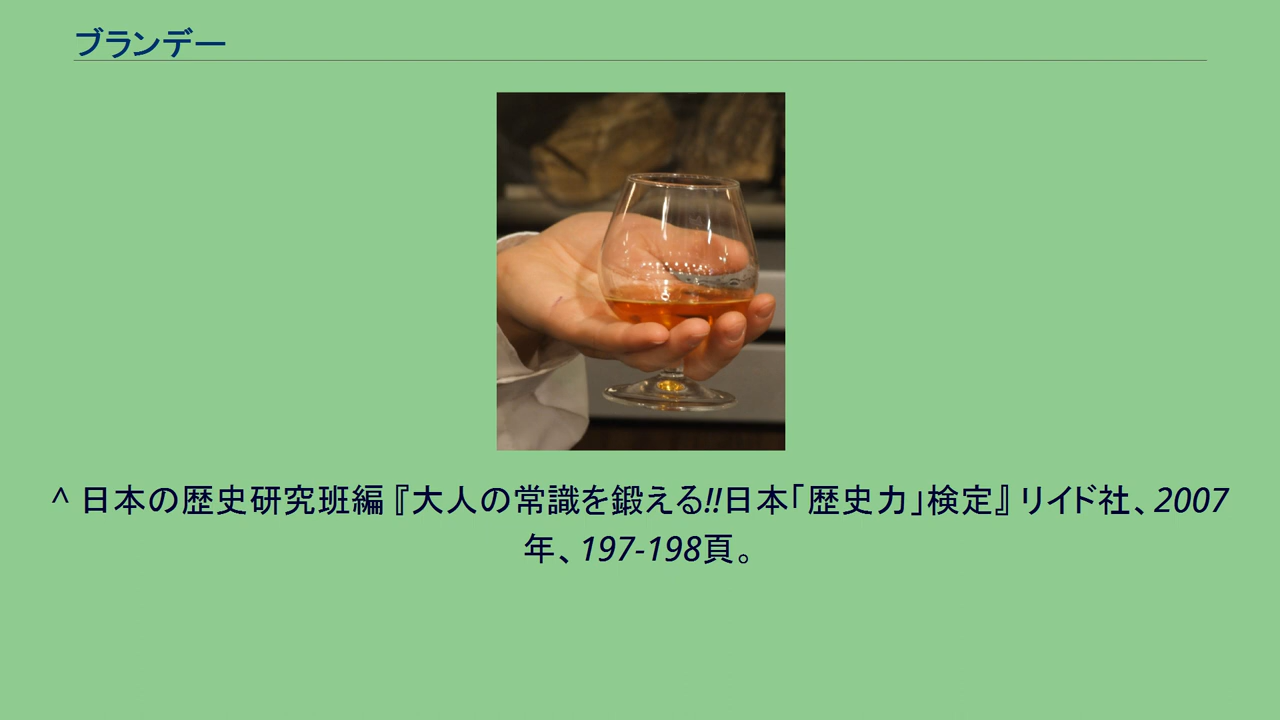 ブランデー
^ 日本の歴史研究班編『大人の常識を鍛える!!日本「歴史力」検定』リイド社、2007
年、197-198頁。